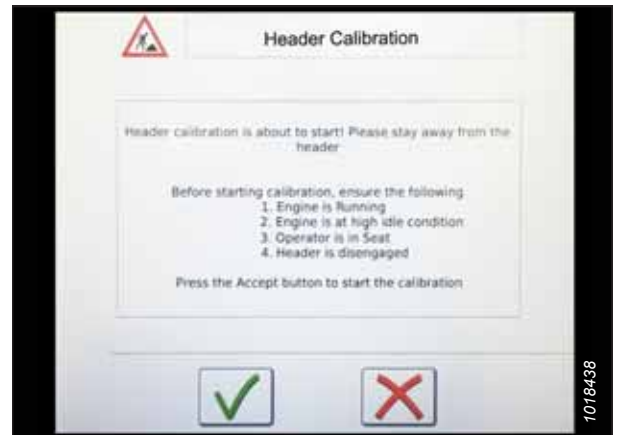 Header Calibration
Header calibration is about to start! Please stay away from the
header
Before starting calibration, ensure the following
1. Engine is Running
2. Engine is at high idle condition
3. Operator is in Seat
4. Header is disengaged
Press the Accept button to start the calibration
1018438